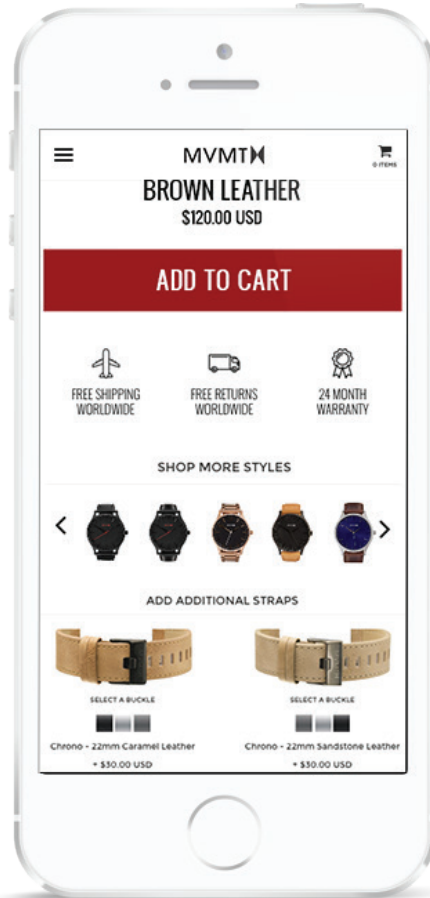 MVMT
0 ITEMS
BROWN LEATHER
$120.00 USD
ADD TO CART
FREE SHIPPING
WORLDWIDE
FREE RETURNS
WORLDWIDE
24 MONTH
WARRANTY
SHOP MORE STYLES
ADD ADDITIONAL STRAPS
SELECT A BUCKLE
SELECT A BUCKLE
Chrono - 22mm Caramel Leather
Chrono - 22mm Sandstone Leather
+ $30.00 USD
+ $30.00 USD